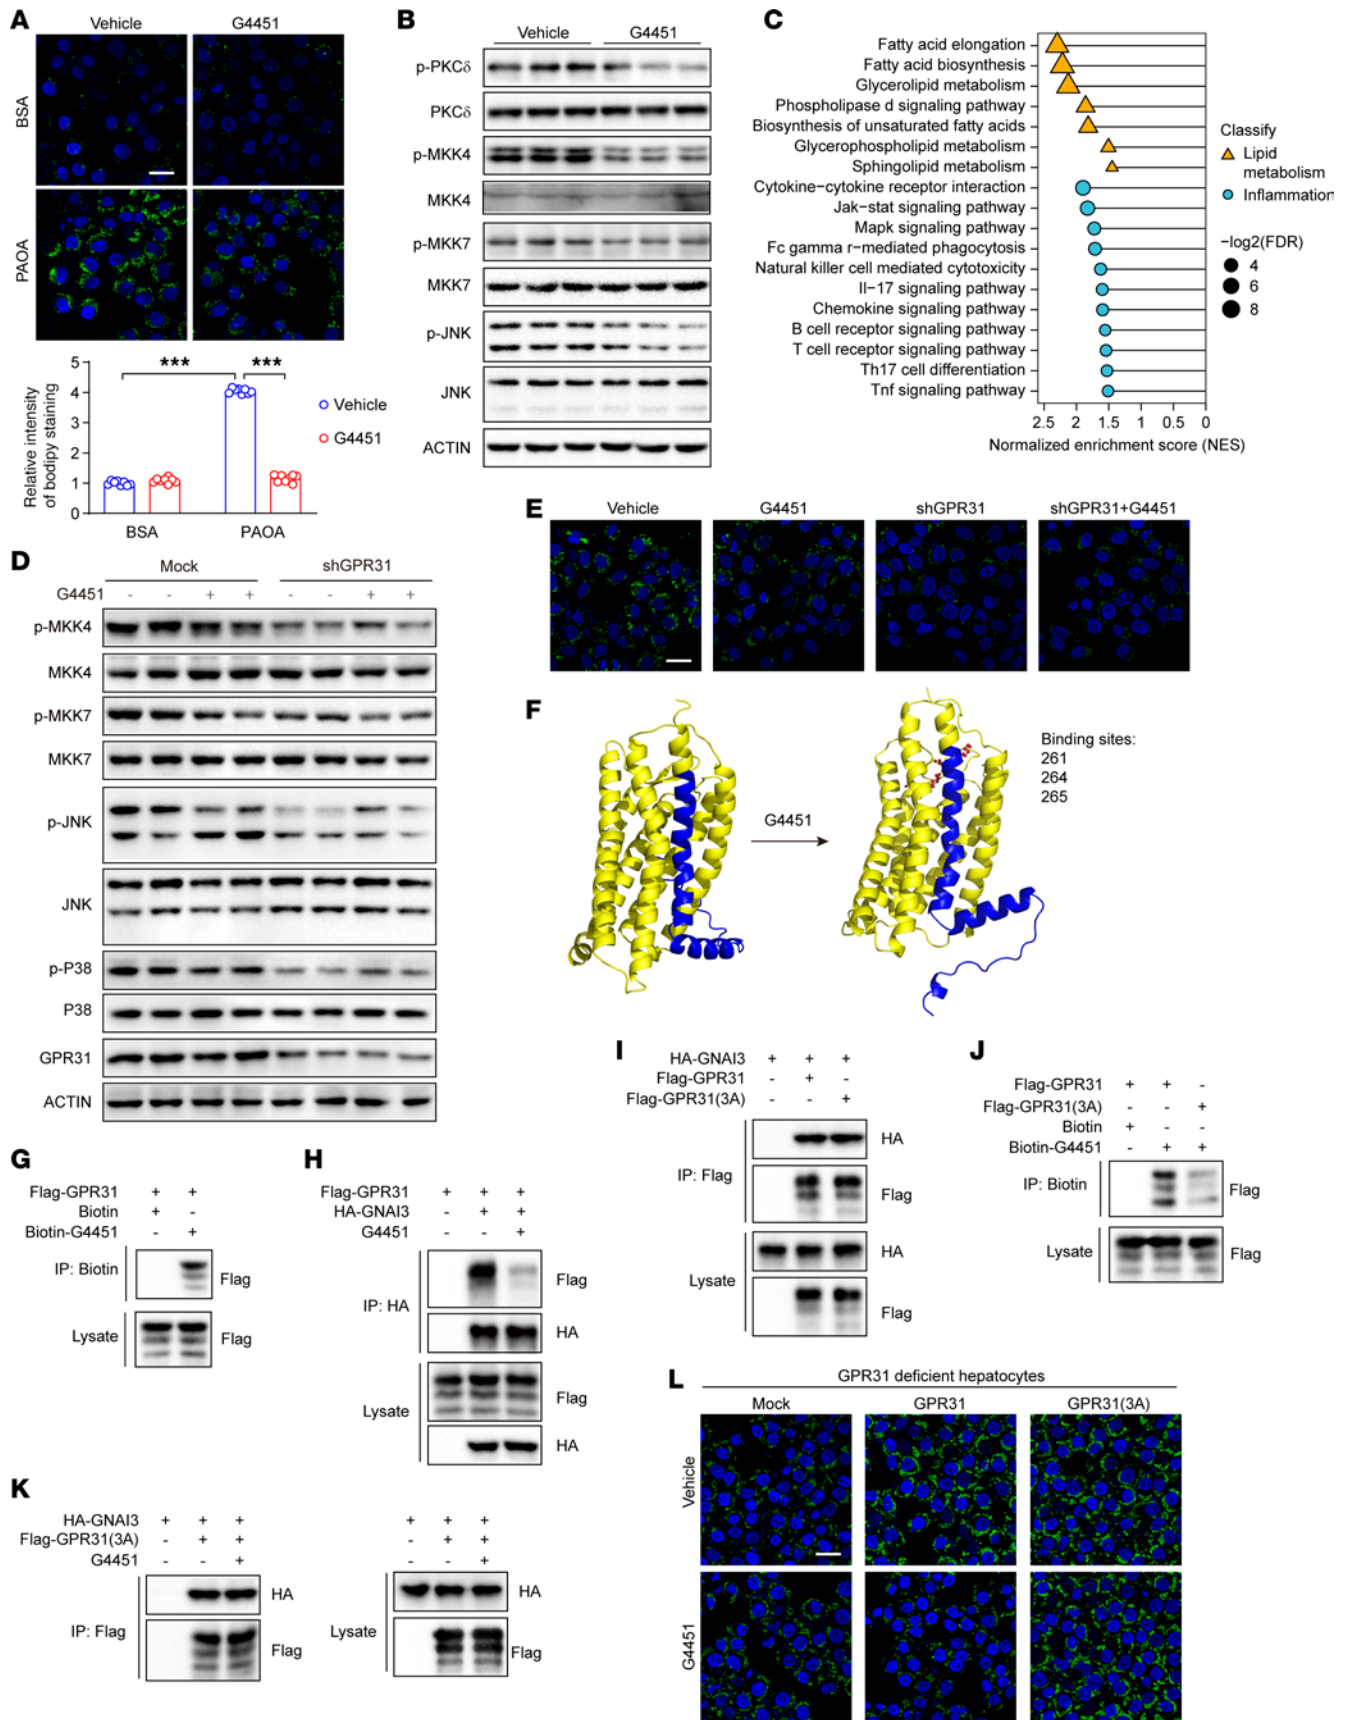 A
Vehicle G4451
BSA
PAOA
Relative intensity
of bodipy staining
5
4
3
2
1
0
*** ***
Vehicle
G4451
BSA PAOA
B
Vehicle G4451
p-PKCδ
PKCδ
p-MKK4
MKK4
p-MKK7
MKK7
p-JNK
JNK
ACTIN
C
Fatty acid elongation
Fatty acid biosynthesis
Glycerolipid metabolism
Phospholipase d signaling pathway
Biosynthesis of unsaturated fatty acids
Glycerophospholipid metabolism
Sphingolipid metabolism
Cytokine−cytokine receptor interaction
Jak−stat signaling pathway
Mapk signaling pathway
Fc gamma r−mediated phagocytosis
Natural killer cell mediated cytotoxicity
Il−17 signaling pathway
Chemokine signaling pathway
B cell receptor signaling pathway
T cell receptor signaling pathway
Th17 cell differentiation
Tnf signaling pathway
2.5 2 1.5 1 0.5 0
Normalized enrichment score (NES)
Classify
Lipid
metabolism
Inflammation
−log2(FDR)
4
6
8
D
Mock shGPR31
G4451 - - + + - - + +
p-MKK4
MKK4
p-MKK7
MKK7
p-JNK
JNK
p-P38
P38
GPR31
ACTIN
E
Vehicle G4451 shGPR31 shGPR31+G4451
F
G4451
Binding sites:
261
264
265
G
Flag-GPR31 + +
Biotin + -
Biotin-G4451 - +
IP: Biotin Flag
Lysate Flag
H
Flag-GPR31 + + +
HA-GNAI3 - + +
G4451 - - +
IP: HA
Flag
HA
Lysate
Flag
HA
I
HA-GNAI3 + + +
Flag-GPR31 - + -
Flag-GPR31(3A) - - +
IP: Flag
HA
Flag
Lysate
HA
Flag
J
Flag-GPR31 + + -
Flag-GPR31(3A) - - +
Biotin + - -
Biotin-G4451 - + +
IP: Biotin Flag
Lysate Flag
K
HA-GNAI3 + + +
Flag-GPR31(3A) - + +
G4451 - - +
IP: Flag
HA
Flag
+ + +
- + +
- - +
Lysate
HA
Flag
L
GPR31 deficient hepatocytes
Mock GPR31 GPR31(3A)
Vehicle
G4451